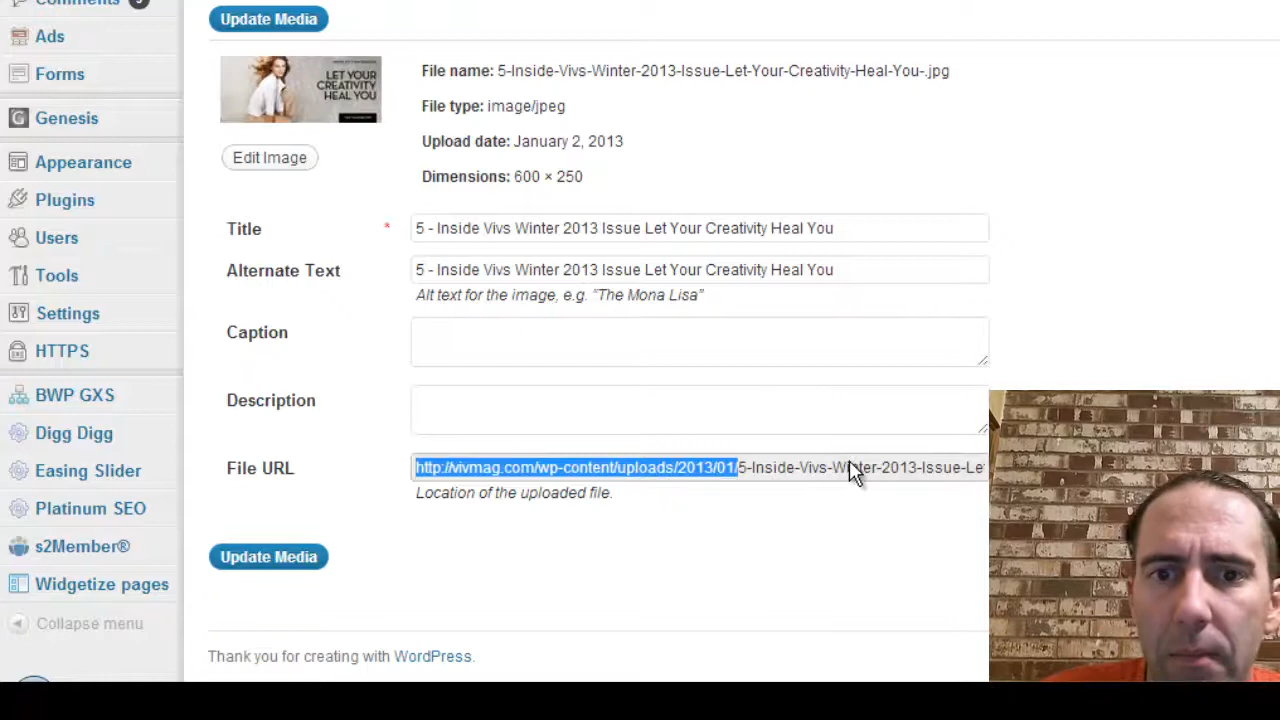 Comments
Update Media
Ads
Forms
Genesis
Appearance
Plugins
Users
Tools
Settings
HTTPS
BWP GXS
Digg Digg
Easing Slider
Platinum SEO
s2Member®
Widgetize pages
Collapse menu
LET YOUR
CREATIVITY
HEAL YOU
Edit Image
File name: 5-Inside-Vivs-Winter-2013-Issue-Let-Your-Creativity-Heal-You-.jpg
File type: image/jpeg
Upload date: January 2, 2013
Dimensions: 600 × 250
Title * 5 - Inside Vivs Winter 2013 Issue Let Your Creativity Heal You
Alternate Text 5 - Inside Vivs Winter 2013 Issue Let Your Creativity Heal You
Alt text for the image, e.g. “The Mona Lisa”
Caption
Description
File URL http://vivmag.com/wp-content/uploads/2013/01/5-Inside-Vivs-Winter-2013-Issue-Le
Location of the uploaded file.
Update Media
Thank you for creating with WordPress.